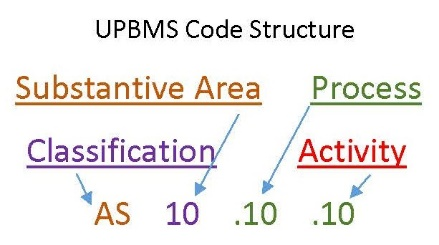 UPBMS Code Structure
Substantive Area Process
Classification Activity
AS 10 .10 .10